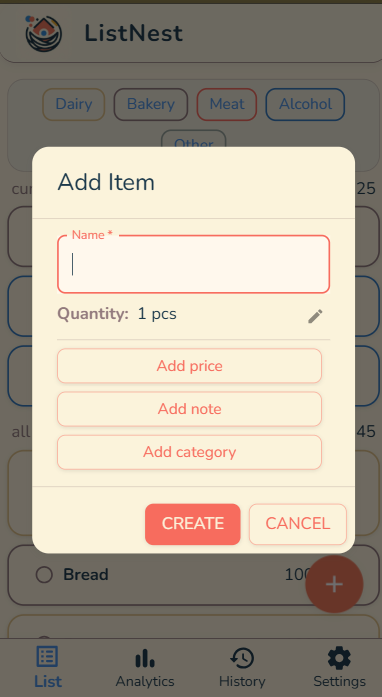 ListNest
Dairy
Bakery
Meat
Alcohol
Other
Add Item
cur
25
Name *
Quantity: 1 pcs
Add price
Add note
all
45
Add category
CREATE
CANCEL
Bread
100
+
List
Analytics
History
Settings